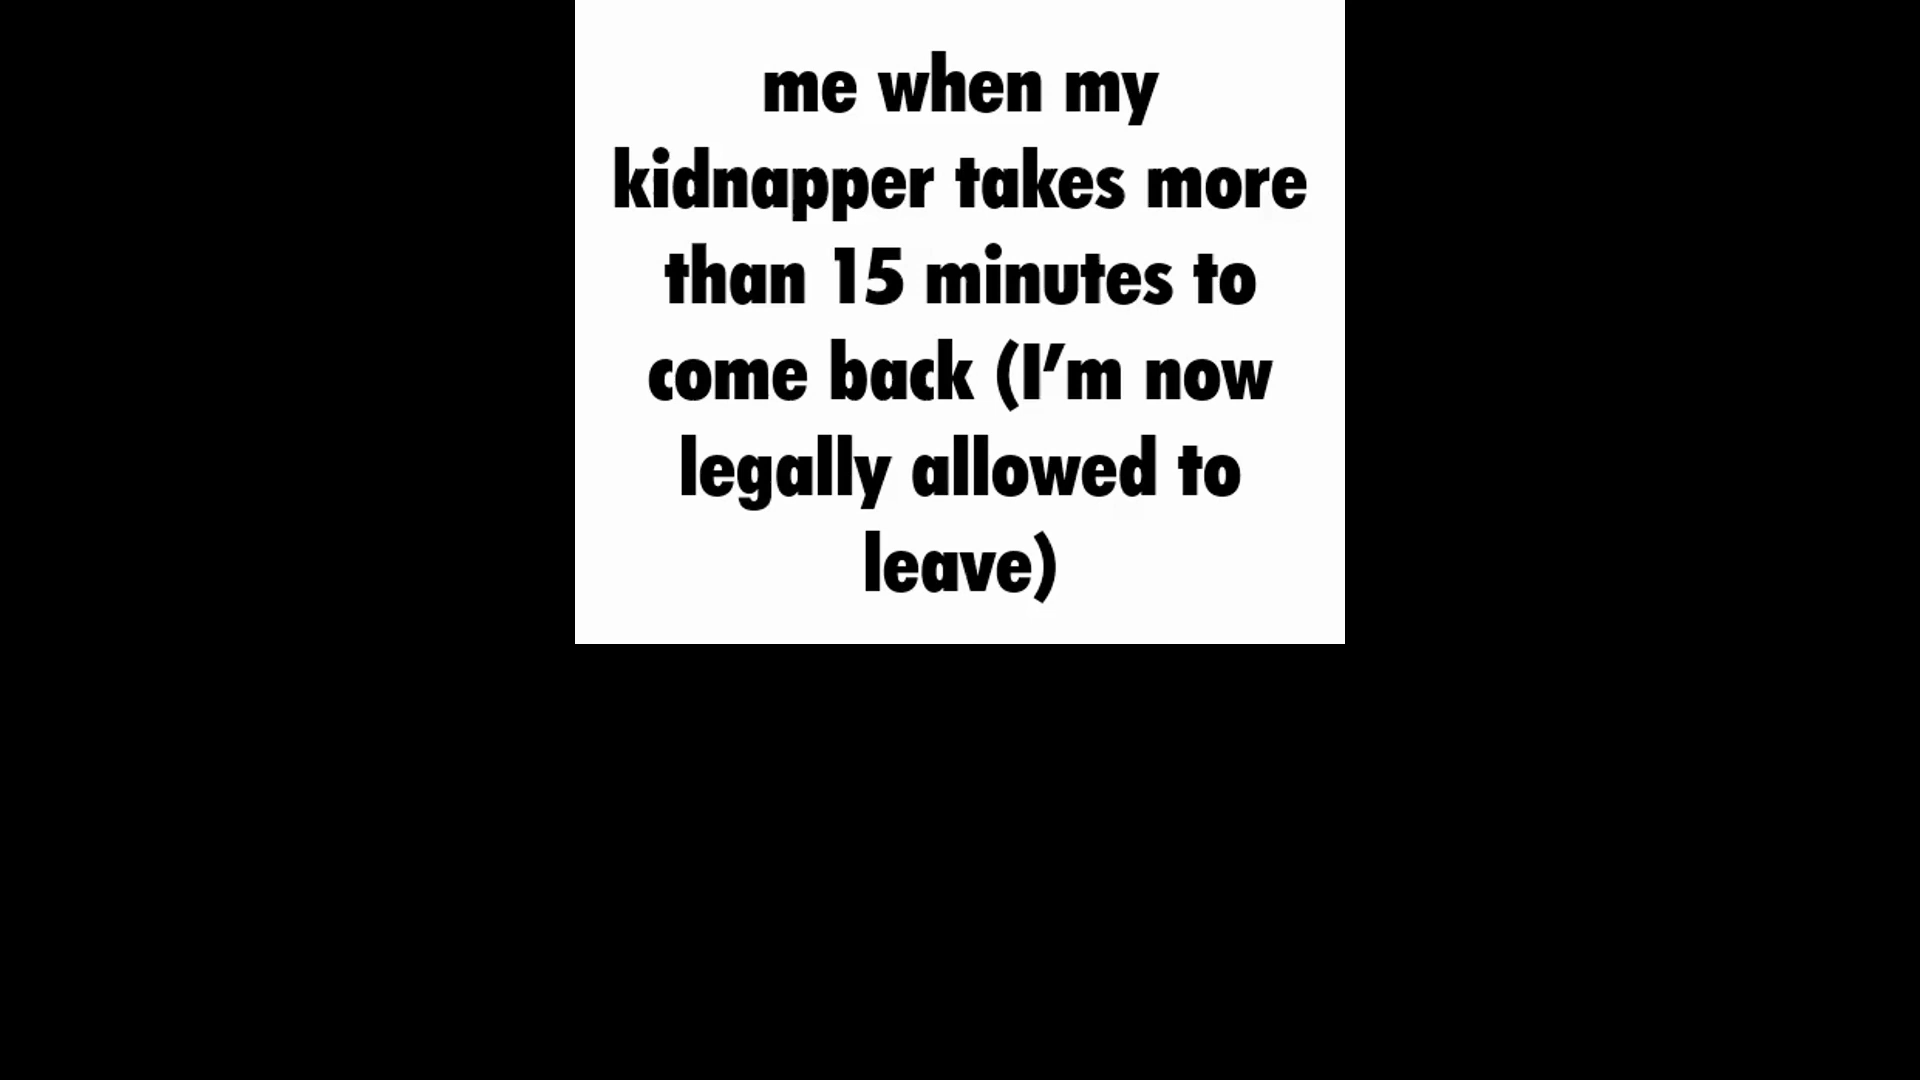 me when my
kidnapper takes more
than 15 minutes to
come back (I’m now
legally allowed to
leave)